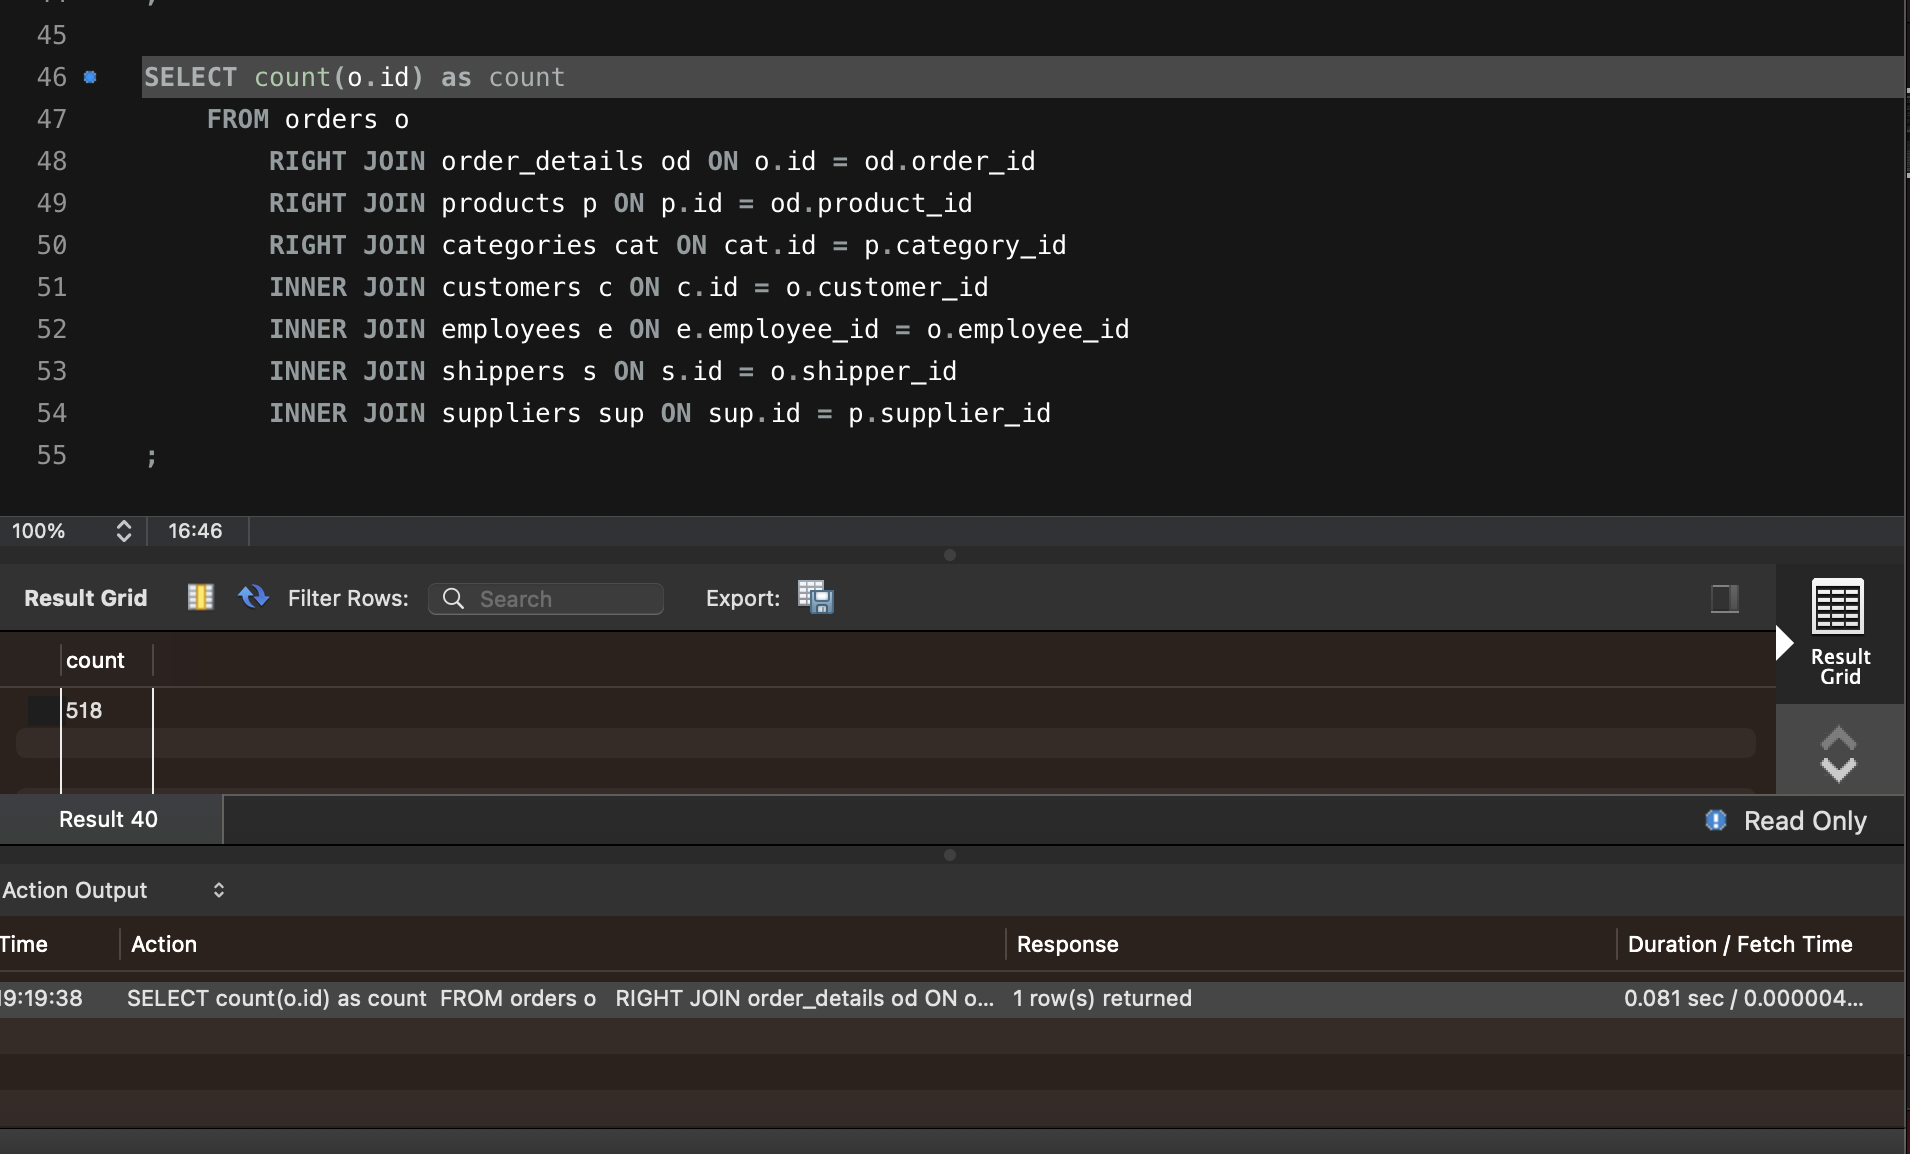 45
46 SELECT count(o.id) as count
47 FROM orders o
48 RIGHT JOIN order_details od ON o.id = od.order_id
49 RIGHT JOIN products p ON p.id = od.product_id
50 RIGHT JOIN categories cat ON cat.id = p.category_id
51 INNER JOIN customers c ON c.id = o.customer_id
52 INNER JOIN employees e ON e.employee_id = o.employee_id
53 INNER JOIN shippers s ON s.id = o.shipper_id
54 INNER JOIN suppliers sup ON sup.id = p.supplier_id
55 ;
100% 16:46
Result Grid Filter Rows: Search Export:
Result
Grid
count
518
Result 40 Read Only
Action Output
Time Action Response Duration / Fetch Time
19:19:38 SELECT count(o.id) as count FROM orders o RIGHT JOIN order_details od ON o... 1 row(s) returned 0.081 sec / 0.000004...